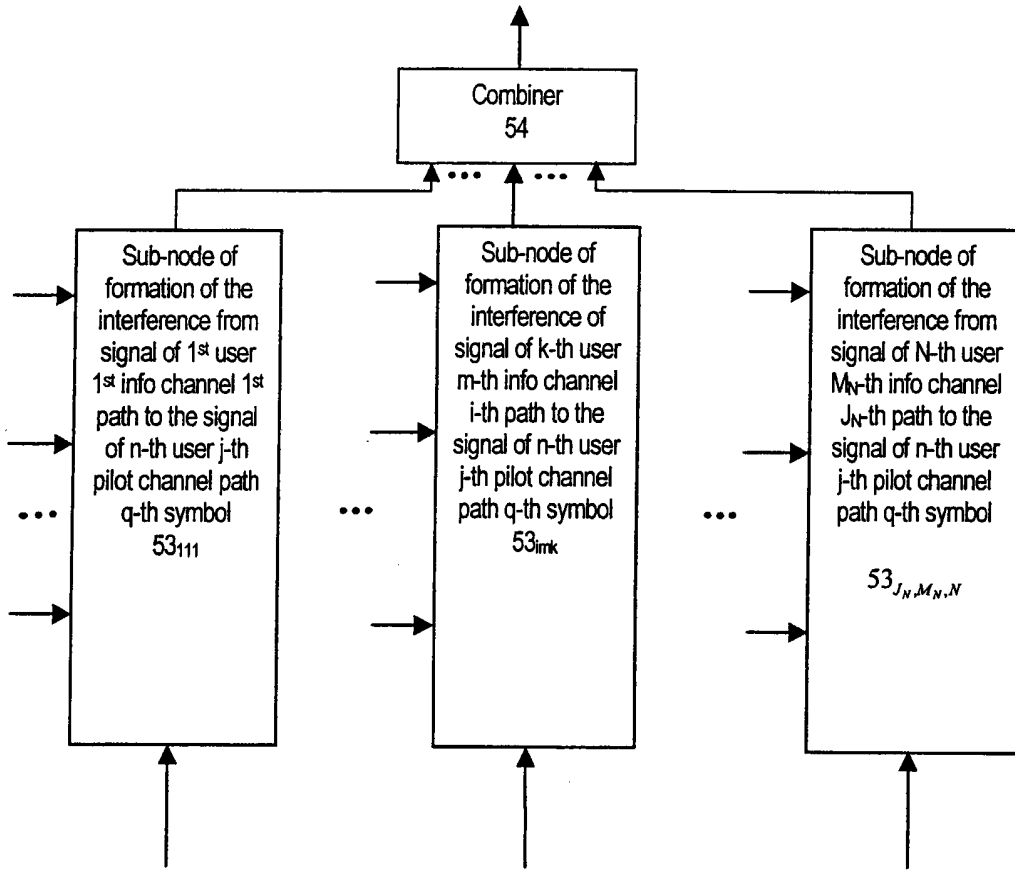 Combiner
54
Sub-node of
formation of the
interference from
signal of 1st user
1st info channel 1st
path to the signal
of n-th user j-th
pilot channel path
q-th symbol
53111
Sub-node of
formation of the
interference of
signal of k-th user
m-th info channel
i-th path to the
signal of n-th user
j-th pilot channel
path q-th symbol
53imk
Sub-node of
formation of the
interference from
signal of N-th user
MN-th info channel
JN-th path to the
signal of n-th user
j-th pilot channel
path q-th symbol
53JN,MN,N